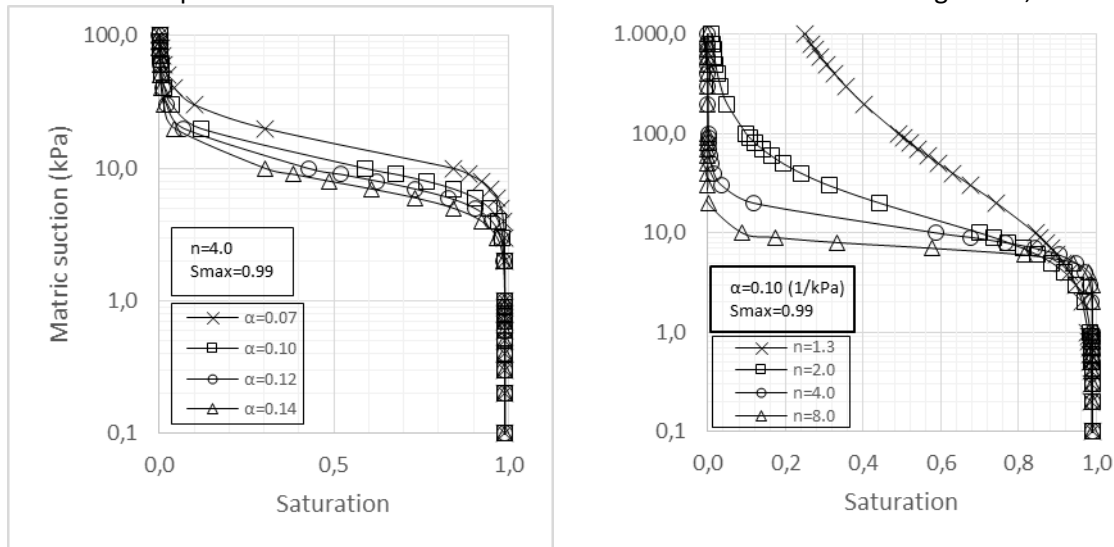 100,0
10,0
1,0
0,1
Matric suction (kPa)
n=4.0
Smax=0.99
α=0.07
α=0.10
α=0.12
α=0.14
0,0 0,5 1,0
Saturation
1.000,0
100,0
10,0
1,0
0,1
α=0.10 (1/kPa)
Smax=0.99
n=1.3
n=2.0
n=4.0
n=8.0
0,0 0,2 0,4 0,6 0,8 1,0
Saturation